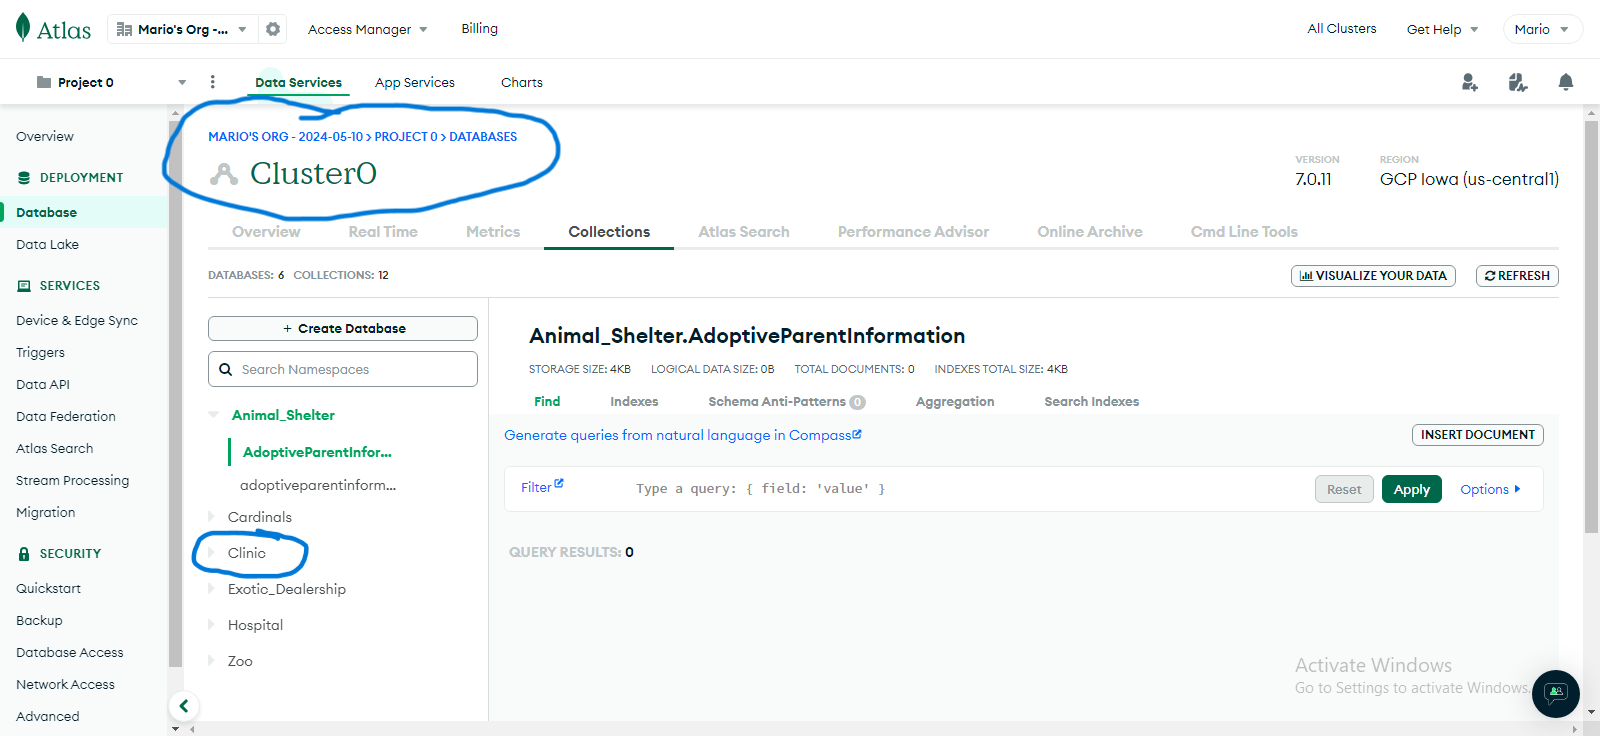 Atlas
Mario's Org -...
Access Manager
Billing
All Clusters
Get Help
Mario
Project 0
Data Services
App Services
Charts
Overview
DEPLOYMENT
Database
Data Lake
SERVICES
Device & Edge Sync
Triggers
Data API
Data Federation
Atlas Search
Stream Processing
Migration
SECURITY
Quickstart
Backup
Database Access
Network Access
Advanced
MARIO'S ORG - 2024-05-10 > PROJECT 0 > DATABASES
Cluster0
VERSION
7.0.11
REGION
GCP Iowa (us-central1)
Overview
Real Time
Metrics
Collections
Atlas Search
Performance Advisor
Online Archive
Cmd Line Tools
DATABASES: 6 COLLECTIONS: 12
VISUALIZE YOUR DATA
REFRESH
+ Create Database
Search Namespaces
Animal_Shelter
AdoptiveParentInfor...
adoptiveparentinform...
Cardinals
Clinic
Exotic_Dealership
Hospital
Zoo
Animal_Shelter.AdoptiveParentInformation
STORAGE SIZE: 4KB LOGICAL DATA SIZE: 0B TOTAL DOCUMENTS: 0 INDEXES TOTAL SIZE: 4KB
Find
Indexes
Schema Anti-Patterns 0
Aggregation
Search Indexes
Generate queries from natural language in Compass
INSERT DOCUMENT
Filter
Type a query: { field: 'value' }
Reset
Apply
Options
QUERY RESULTS: 0
Activate Windows
Go to Settings to activate Windows.